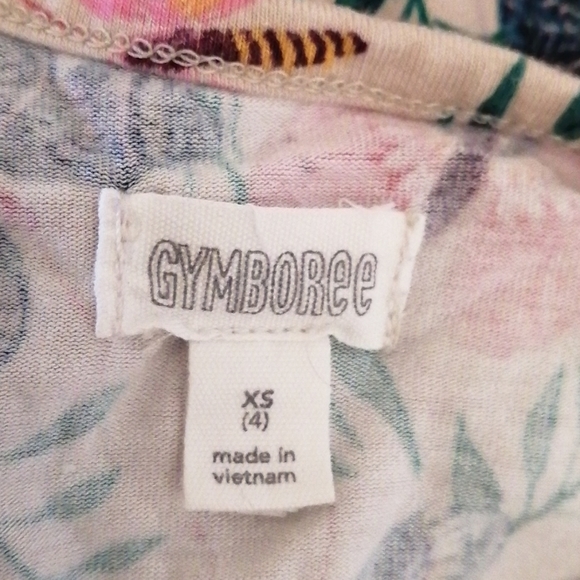 GYMBOREE
XS
(4)
made in
vietnam